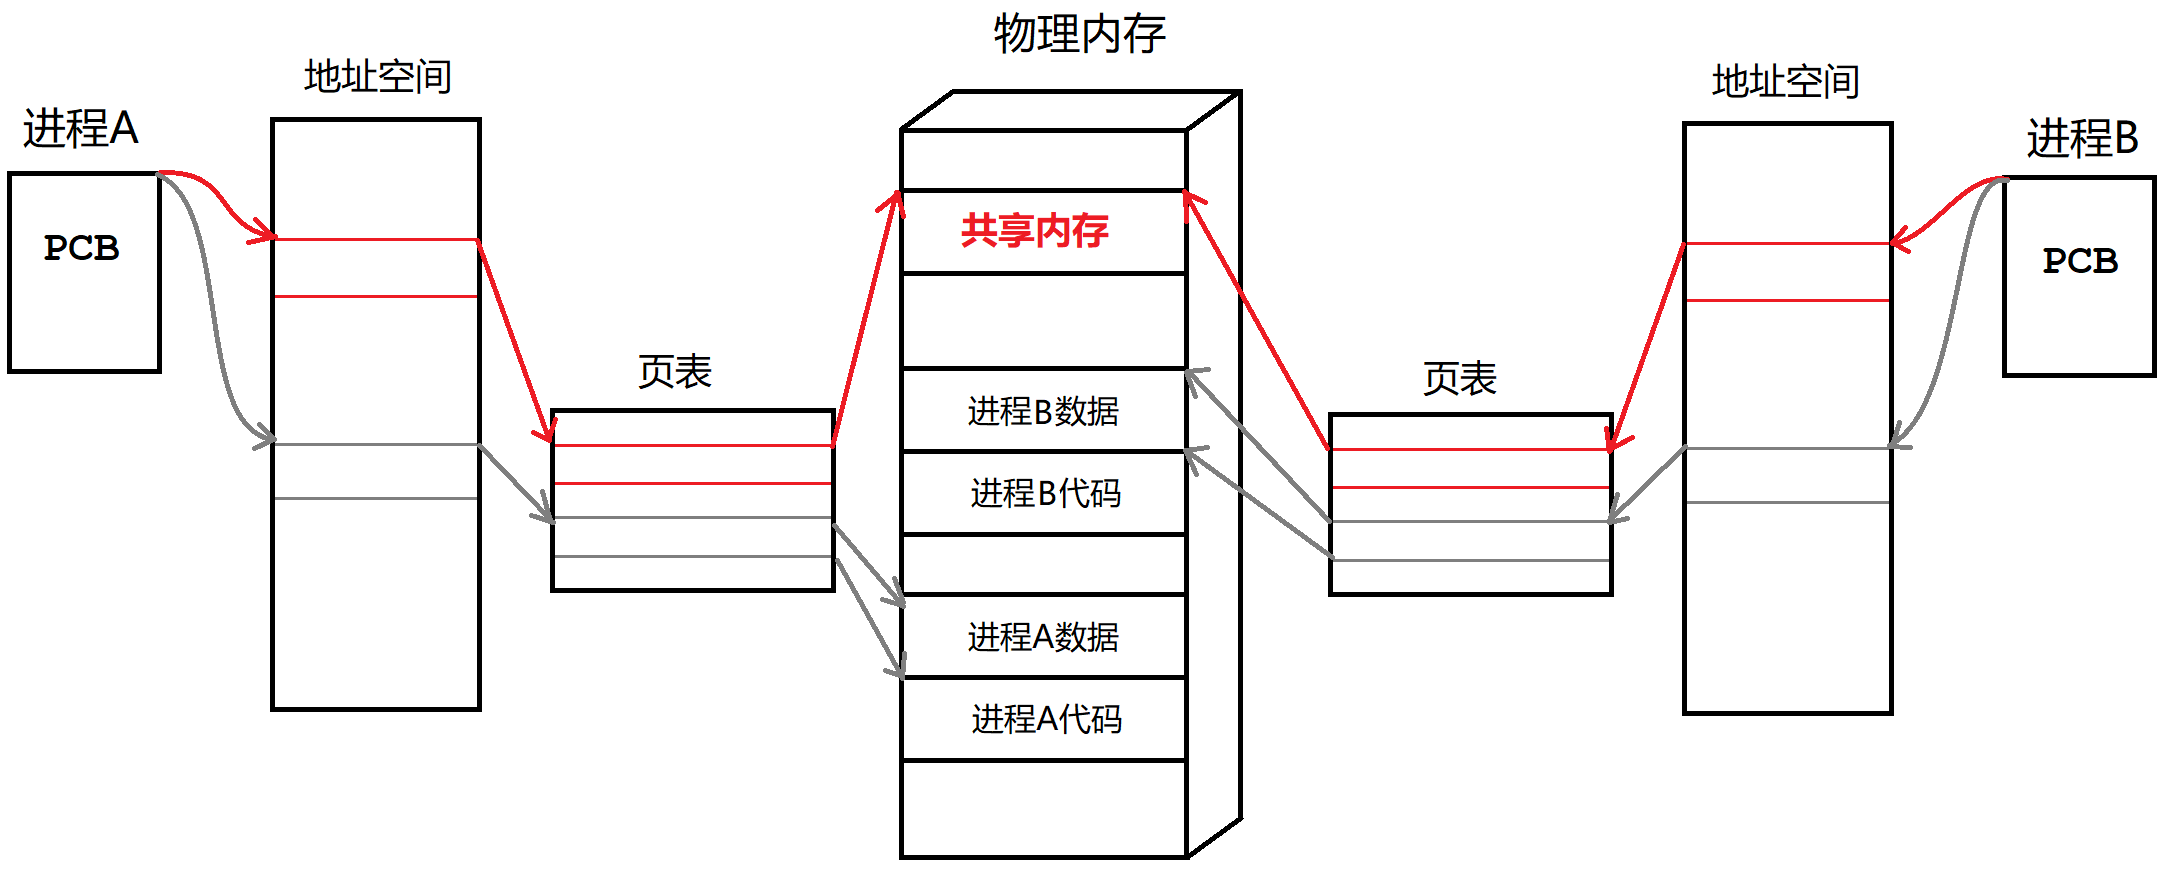 物理内存
地址空间
地址空间
进程A
进程B
PCB
共享内存
PCB
页表
页表
进程B数据
进程B代码
进程A数据
进程A代码